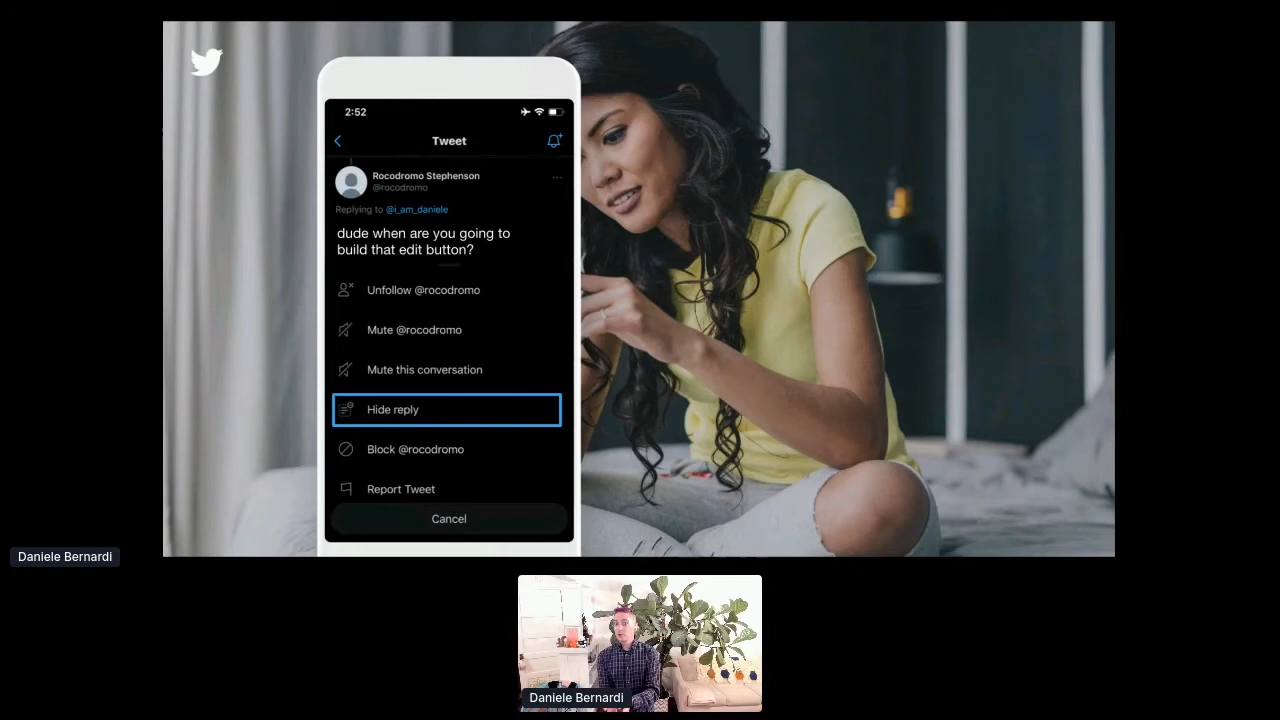 2:52
Tweet
Rocodromo Stephenson
@rocodromo
Replying to @i_am_daniele
dude when are you going to
build that edit button?
Unfollow @rocodromo
Mute @rocodromo
Mute this conversation
Hide reply
Block @rocodromo
Report Tweet
Cancel
Daniele Bernardi
Daniele Bernardi